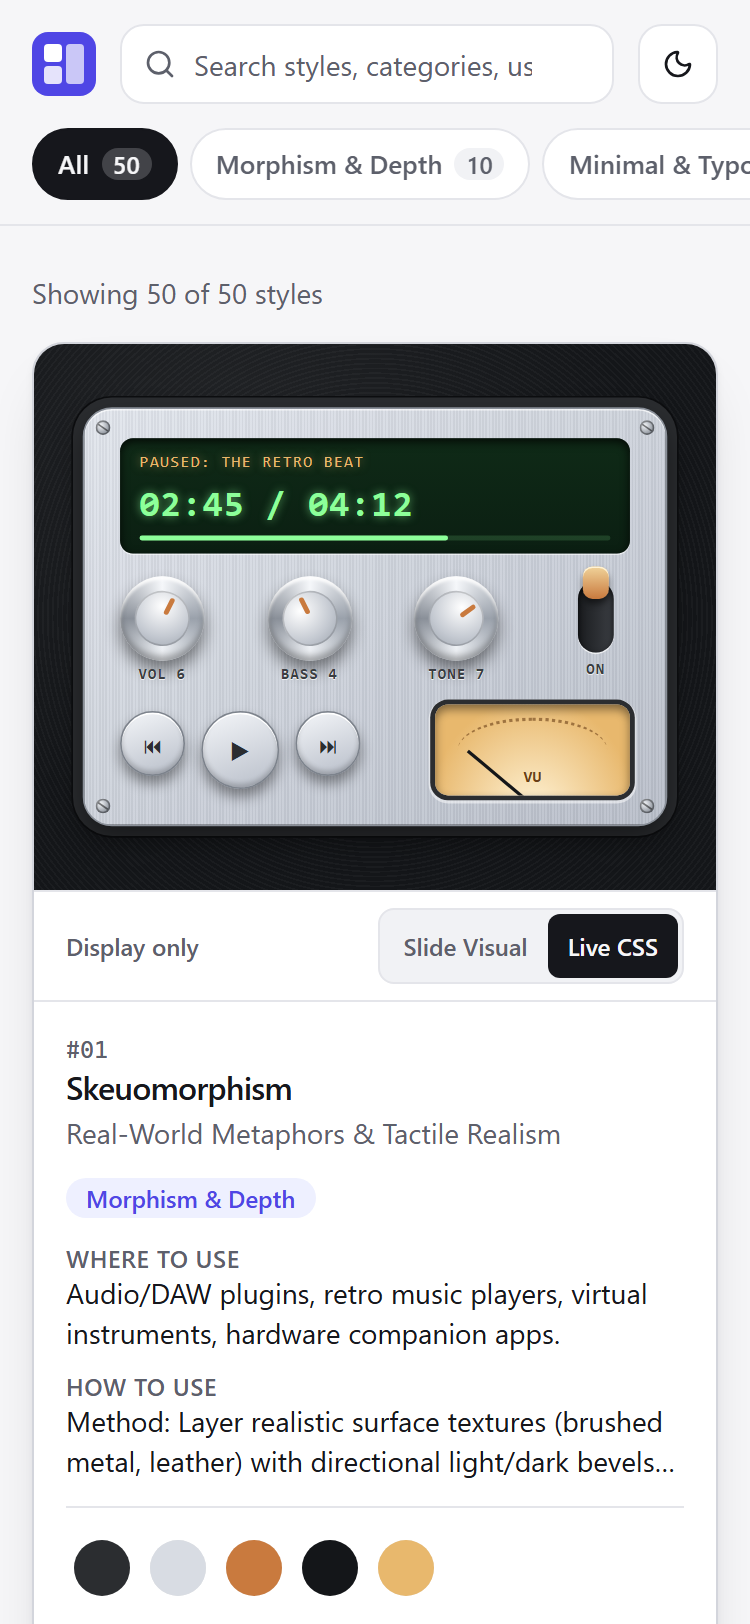 Search styles, categories, us
All 50
Morphism & Depth 10
Minimal & Typo
Showing 50 of 50 styles
PAUSED: THE RETRO BEAT
02:45 / 04:12
VOL 6
BASS 4
TONE 7
ON
VU
Display only
Slide Visual
Live CSS
#01
Skeuomorphism
Real-World Metaphors & Tactile Realism
Morphism & Depth
WHERE TO USE
Audio/DAW plugins, retro music players, virtual
instruments, hardware companion apps.
HOW TO USE
Method: Layer realistic surface textures (brushed
metal, leather) with directional light/dark bevels…